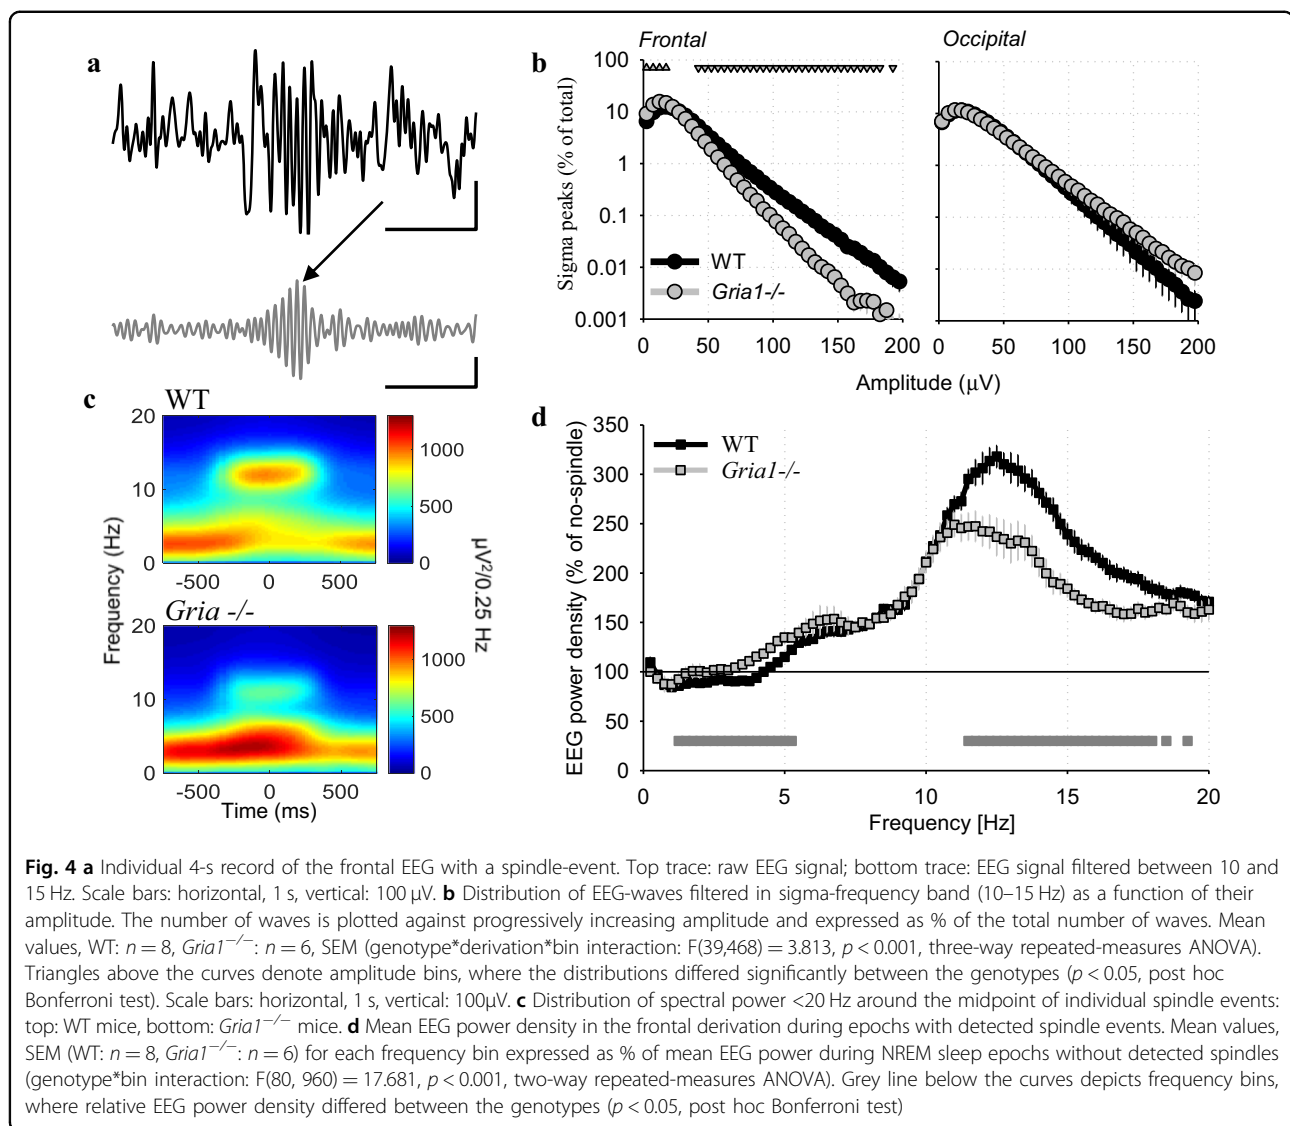 a
b
Frontal
Occipital
Sigma peaks (% of total)
100
10
1
0.1
0.01
0.001
WT
Gria1-/-
0
50
100
150
200
0
50
100
150
200
Amplitude (μV)
c
WT
20
10
0
-500
0
500
1000
500
0
Frequency (Hz)
μV²/0.25 Hz
Gria -/-
20
10
0
-500
0
500
1000
500
0
Time (ms)
d
EEG power density (% of no-spindle)
350
300
250
200
150
100
50
0
WT
Gria1-/-
0
5
10
15
20
Frequency [Hz]
Fig. 4 a Individual 4-s record of the frontal EEG with a spindle-event. Top trace: raw EEG signal; bottom trace: EEG signal filtered between 10 and
15 Hz. Scale bars: horizontal, 1 s, vertical: 100 μV. b Distribution of EEG-waves filtered in sigma-frequency band (10–15 Hz) as a function of their
amplitude. The number of waves is plotted against progressively increasing amplitude and expressed as % of the total number of waves. Mean
values, WT: n = 8, Gria1−/−: n = 6, SEM (genotype*derivation*bin interaction: F(39,468) = 3.813, p < 0.001, three-way repeated-measures ANOVA).
Triangles above the curves denote amplitude bins, where the distributions differed significantly between the genotypes (p < 0.05, post hoc
Bonferroni test). Scale bars: horizontal, 1 s, vertical: 100μV. c Distribution of spectral power <20 Hz around the midpoint of individual spindle events:
top: WT mice, bottom: Gria1−/− mice. d Mean EEG power density in the frontal derivation during epochs with detected spindle events. Mean values,
SEM (WT: n = 8, Gria1−/−: n = 6) for each frequency bin expressed as % of mean EEG power during NREM sleep epochs without detected spindles
(genotype*bin interaction: F(80, 960) = 17.681, p < 0.001, two-way repeated-measures ANOVA). Grey line below the curves depicts frequency bins,
where relative EEG power density differed between the genotypes (p < 0.05, post hoc Bonferroni test)